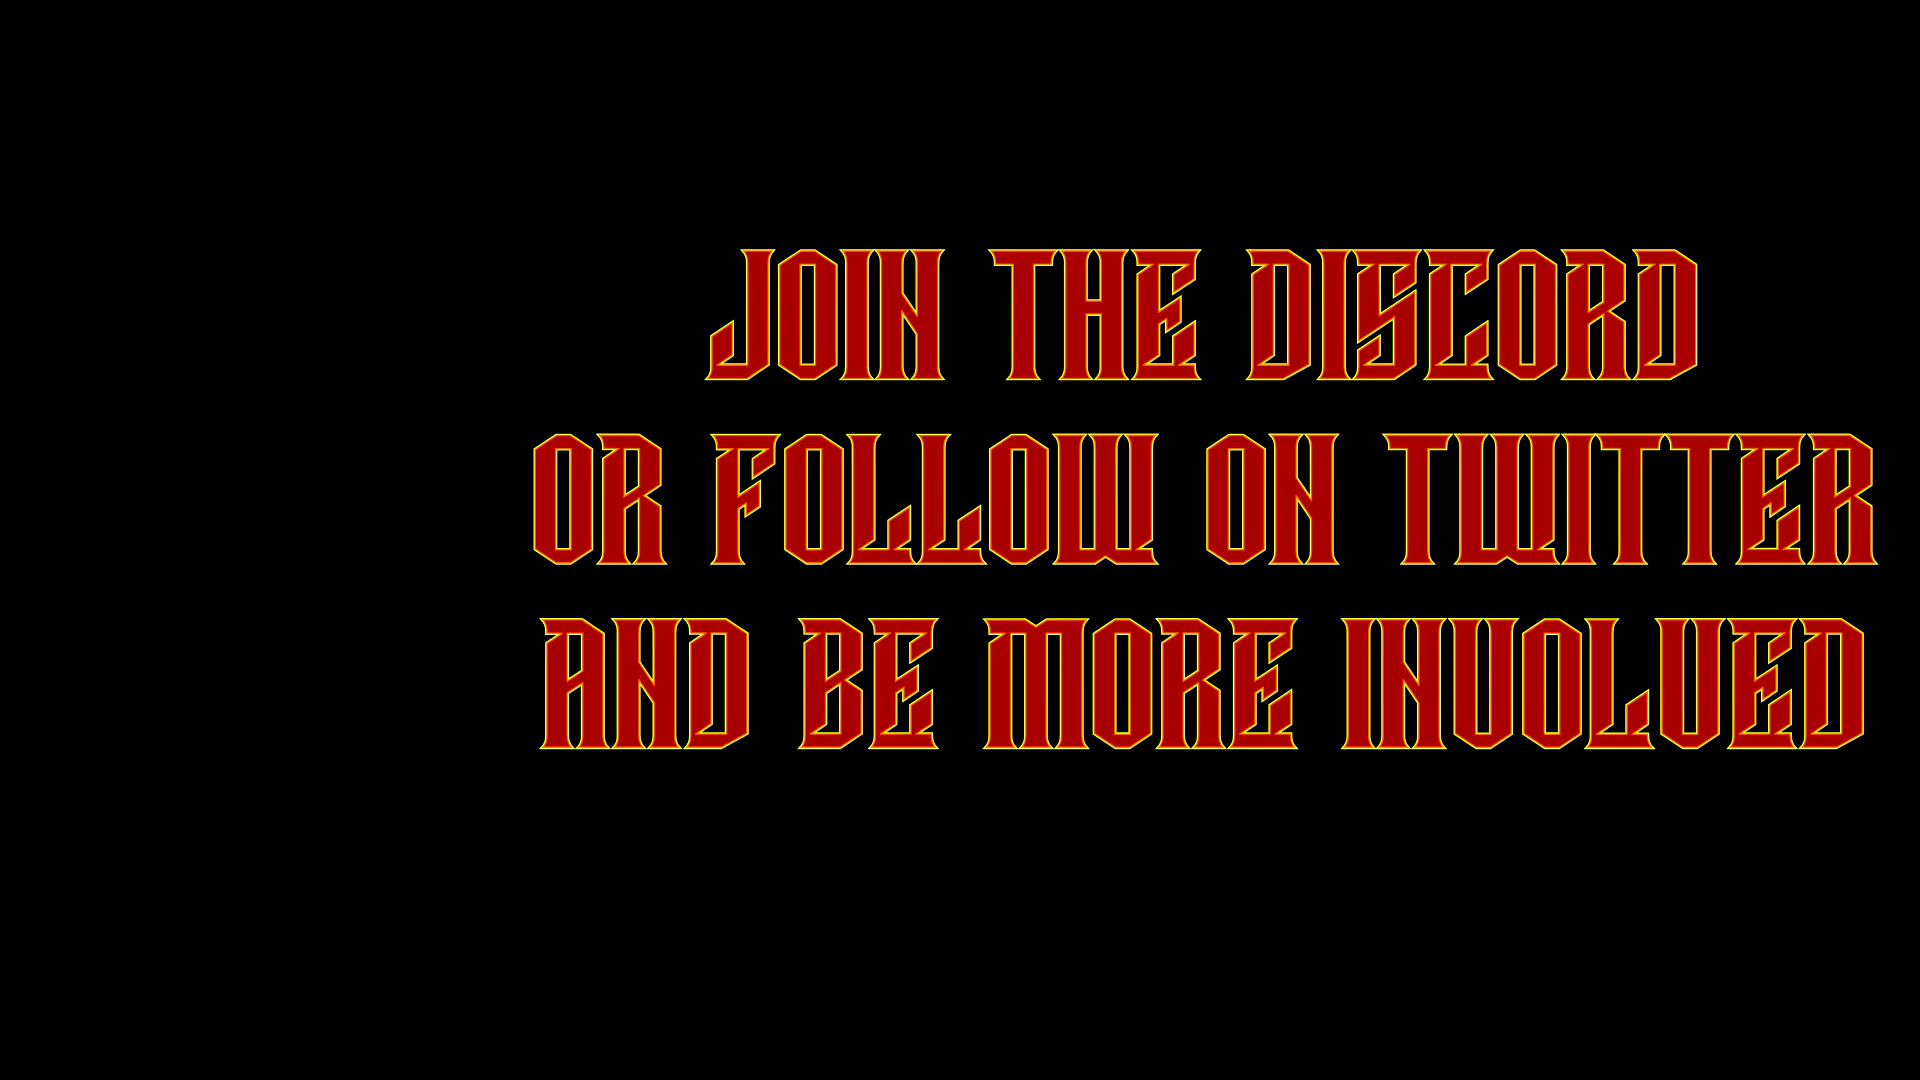 JOIN THE DISCORD
OR FOLLOW ON TWITTER
AND BE MORE INVOLVED